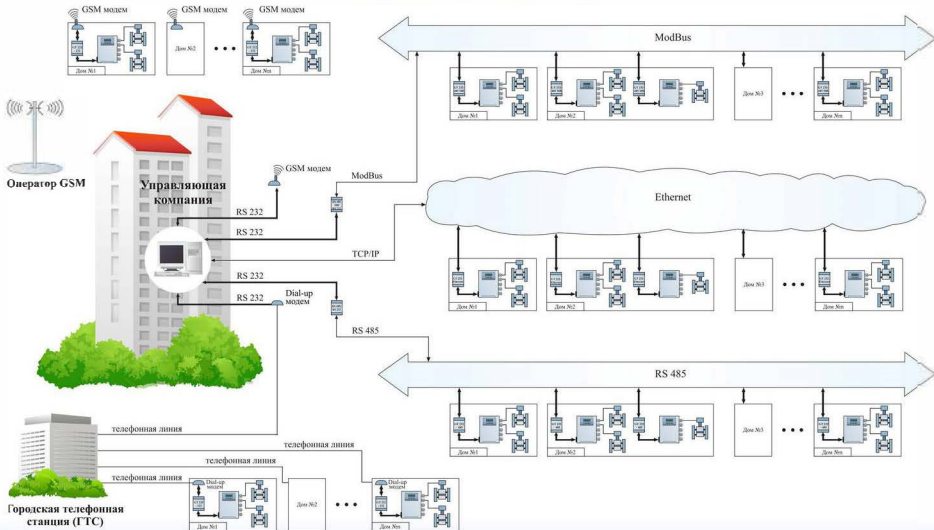 GSM модем
GSM модем
GSM модем
Дом №1
Дом №2
Дом №n
ModBus
Дом №1
Дом №2
Дом №3
Дом №n
Оператор GSM
Управляющая
компания
GSM модем
RS 232
ModBus
RS 232
TCP/IP
RS 232
RS 232
Dial-up
модем
RS 485
Ethernet
Дом №1
Дом №2
Дом №3
Дом №n
RS 485
Дом №1
Дом №2
Дом №3
Дом №n
телефонная линия
телефонная линия
телефонная линия
телефонная линия
Городская телефонная
станция (ГТС)
Dial-up
модем
Дом №1
Дом №2
Dial-up
модем
Дом №n